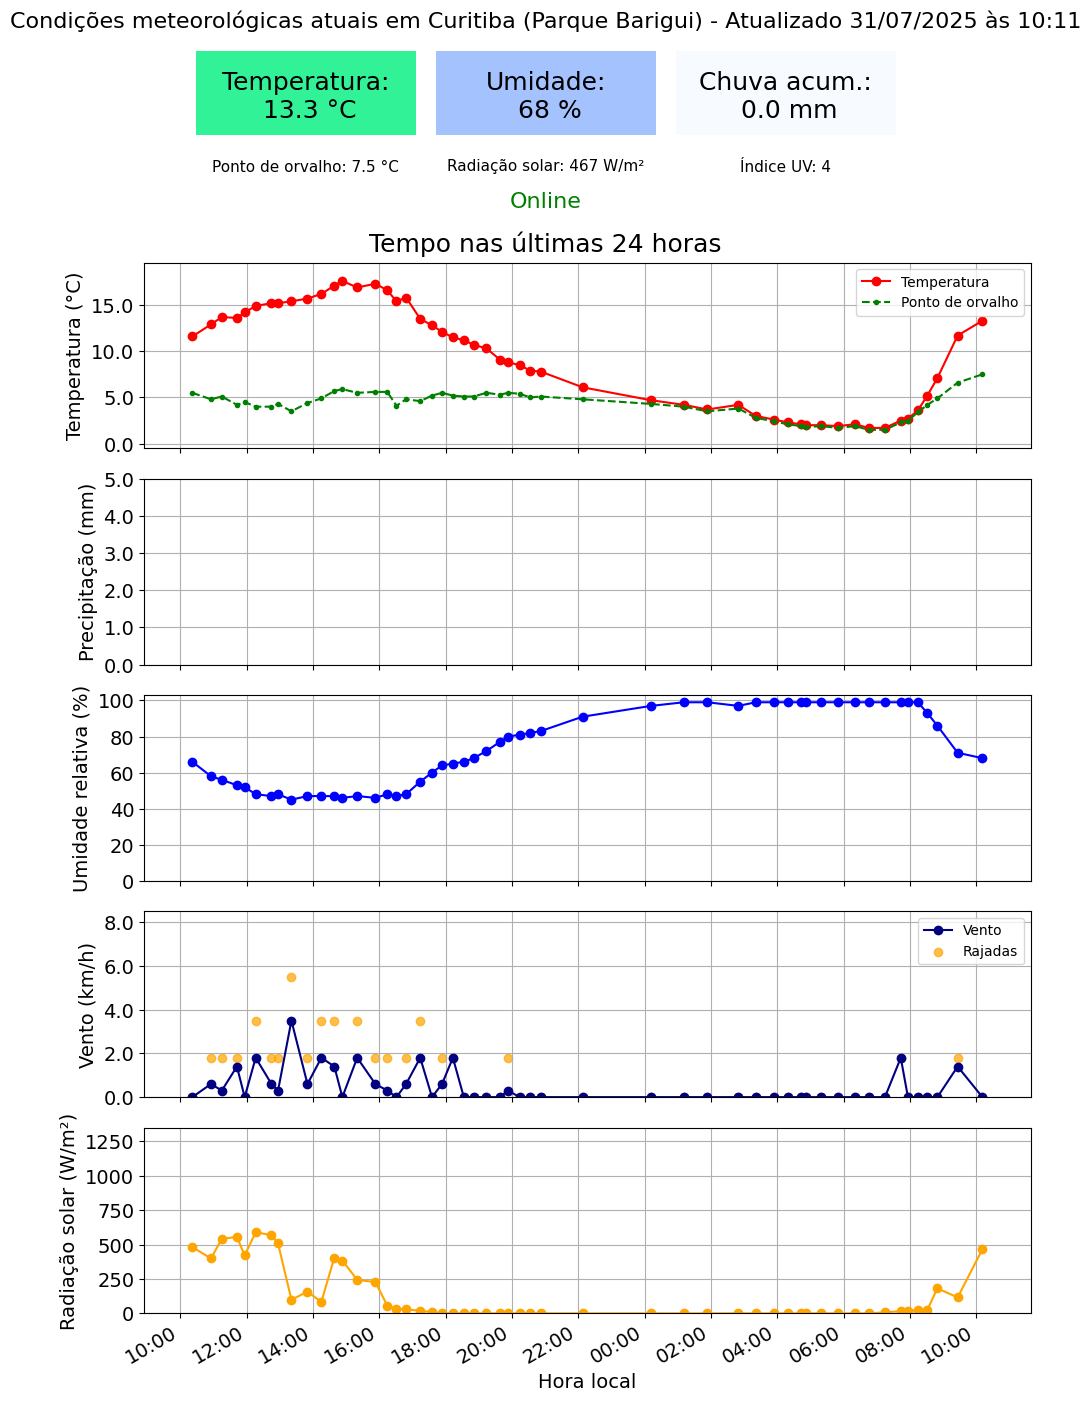 Condições meteorológicas atuais em Curitiba (Parque Barigui) - Atualizado 31/07/2025 às 10:11
Temperatura:
13.3 °C
Umidade:
68 %
Chuva acum.:
0.0 mm
Ponto de orvalho: 7.5 °C
Radiação solar: 467 W/m²
Índice UV: 4
Online
Tempo nas últimas 24 horas
Temperatura (°C)
15.0
10.0
5.0
0.0
Temperatura
Ponto de orvalho
Precipitação (mm)
5.0
4.0
3.0
2.0
1.0
0.0
Umidade relativa (%)
100
80
60
40
20
0
Vento (km/h)
8.0
6.0
4.0
2.0
0.0
Vento
Rajadas
Radiação solar (W/m²)
1250
1000
750
500
250
0
10:00 12:00 14:00 16:00 18:00 20:00 22:00 00:00 02:00 04:00 06:00 08:00 10:00
Hora local